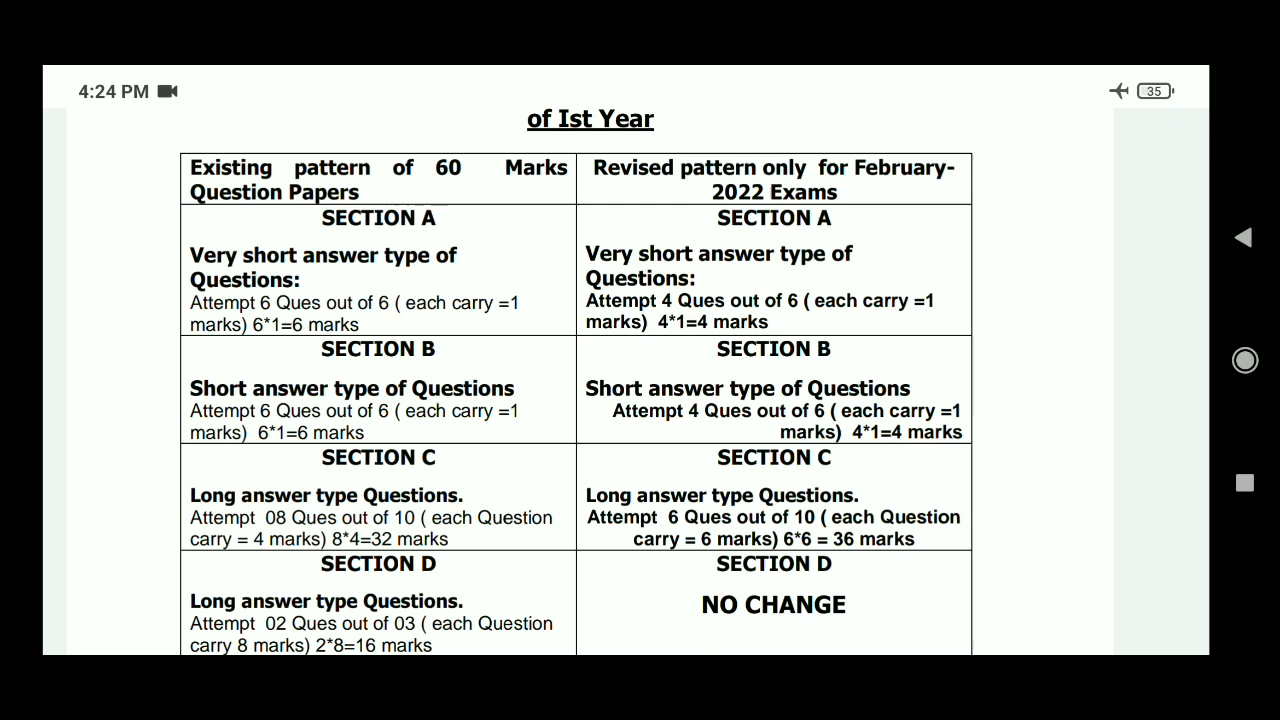 4:24 PM
35
of Ist Year
Existing pattern of 60 Marks
Question Papers
Revised pattern only for February-
2022 Exams
SECTION A
Very short answer type of
Questions:
Attempt 6 Ques out of 6 ( each carry =1
marks) 6*1=6 marks
SECTION A
Very short answer type of
Questions:
Attempt 4 Ques out of 6 ( each carry =1
marks) 4*1=4 marks
SECTION B
Short answer type of Questions
Attempt 6 Ques out of 6 ( each carry =1
marks) 6*1=6 marks
SECTION B
Short answer type of Questions
Attempt 4 Ques out of 6 ( each carry =1
marks) 4*1=4 marks
SECTION C
Long answer type Questions.
Attempt 08 Ques out of 10 ( each Question
carry = 4 marks) 8*4=32 marks
SECTION C
Long answer type Questions.
Attempt 6 Ques out of 10 ( each Question
carry = 6 marks) 6*6 = 36 marks
SECTION D
Long answer type Questions.
Attempt 02 Ques out of 03 ( each Question
carry 8 marks) 2*8=16 marks
SECTION D
NO CHANGE